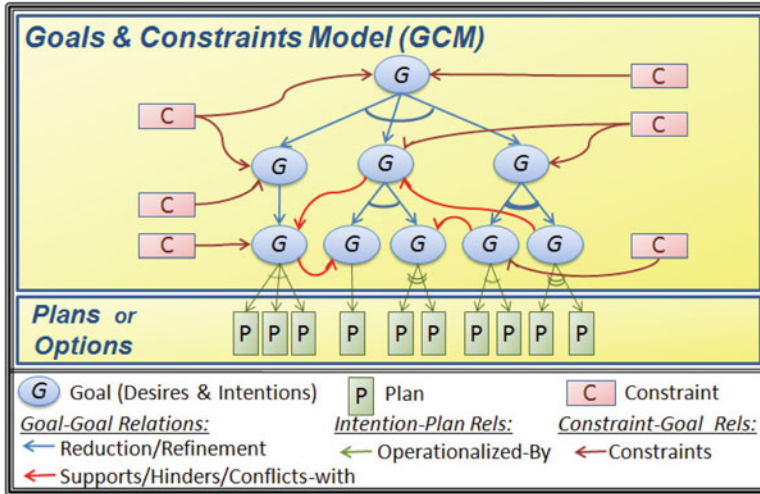 Goals & Constraints Model (GCM)
G
C
C
C
G
G
G
C
C
G
G
G
G
G
C
Plans or
Options
P P P P P P P P P P
G Goal (Desires & Intentions) P Plan C Constraint
Goal-Goal Relations: Intention-Plan Rels: Constraint-Goal Rels:
Reduction/Refinement Operationalized-By Constraints
Supports/Hinders/Conflicts-with